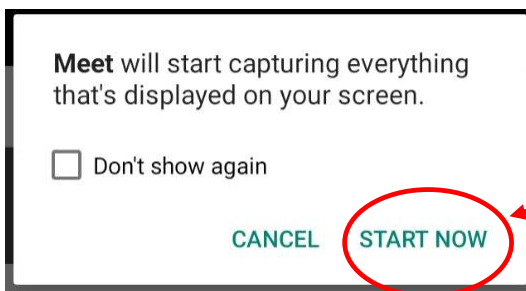 Meet will start capturing everything
that's displayed on your screen.
Don't show again
CANCEL START NOW